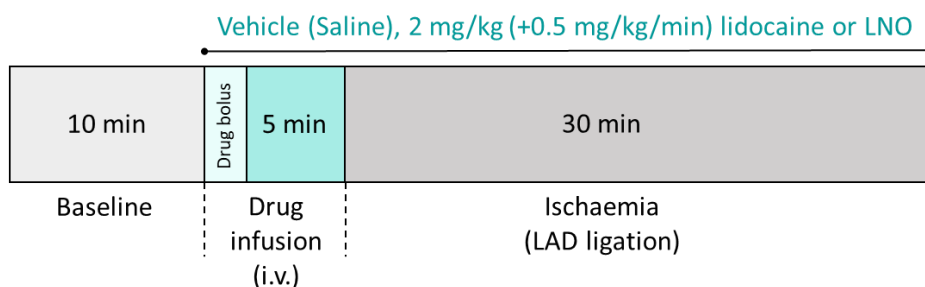 Vehicle (Saline), 2 mg/kg (+0.5 mg/kg/min) lidocaine or LNO
10 min
Drug bolus
5 min
30 min
Baseline
Drug
infusion
(i.v.)
Ischaemia
(LAD ligation)